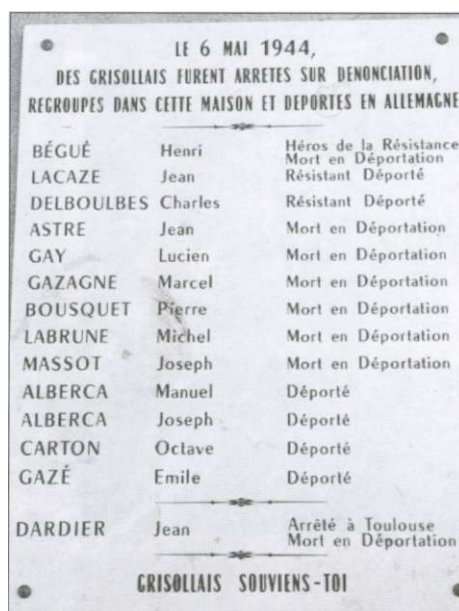 LE 6 MAI 1944,
DES GRISOLLAIS FURENT ARRETES SUR DENONCIATION,
REGROUPES DANS CETTE MAISON ET DEPORTES EN ALLEMAGNE
BÉGUÉ Henri Héros de la Résistance
Mort en Déportation
LACAZE Jean Résistant Déporté
DELBOULBES Charles Résistant Déporté
ASTRE Jean Mort en Déportation
GAY Lucien Mort en Déportation
GAZAGNE Marcel Mort en Déportation
BOUSQUET Pierre Mort en Déportation
LABRUNE Michel Mort en Déportation
MASSOT Joseph Mort en Déportation
ALBERCA Manuel Déporté
ALBERCA Joseph Déporté
CARTON Octave Déporté
GAZÉ Emile Déporté
DARDIER Jean Arrêté à Toulouse
Mort en Déportation
GRISOLLAIS SOUVIENS-TOI